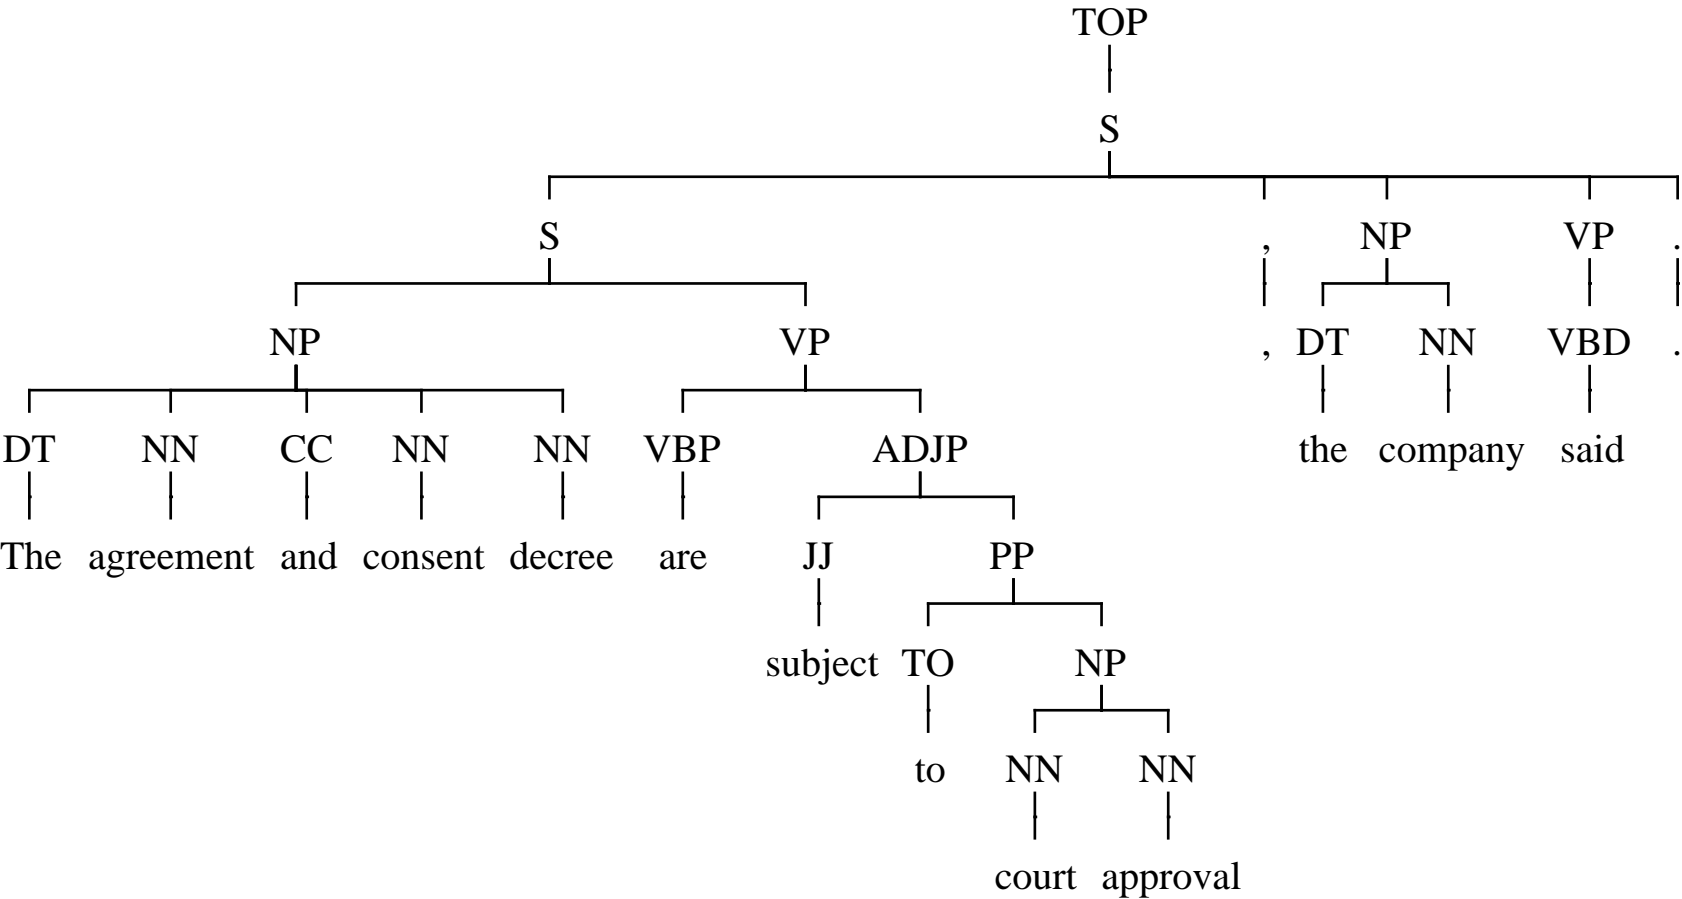 TOP
S
S , NP VP .
NP VP , DT NN VBD .
DT NN CC NN NN VBP ADJP the company said
The agreement and consent decree are JJ PP
subject TO NP
to NN NN
court approval